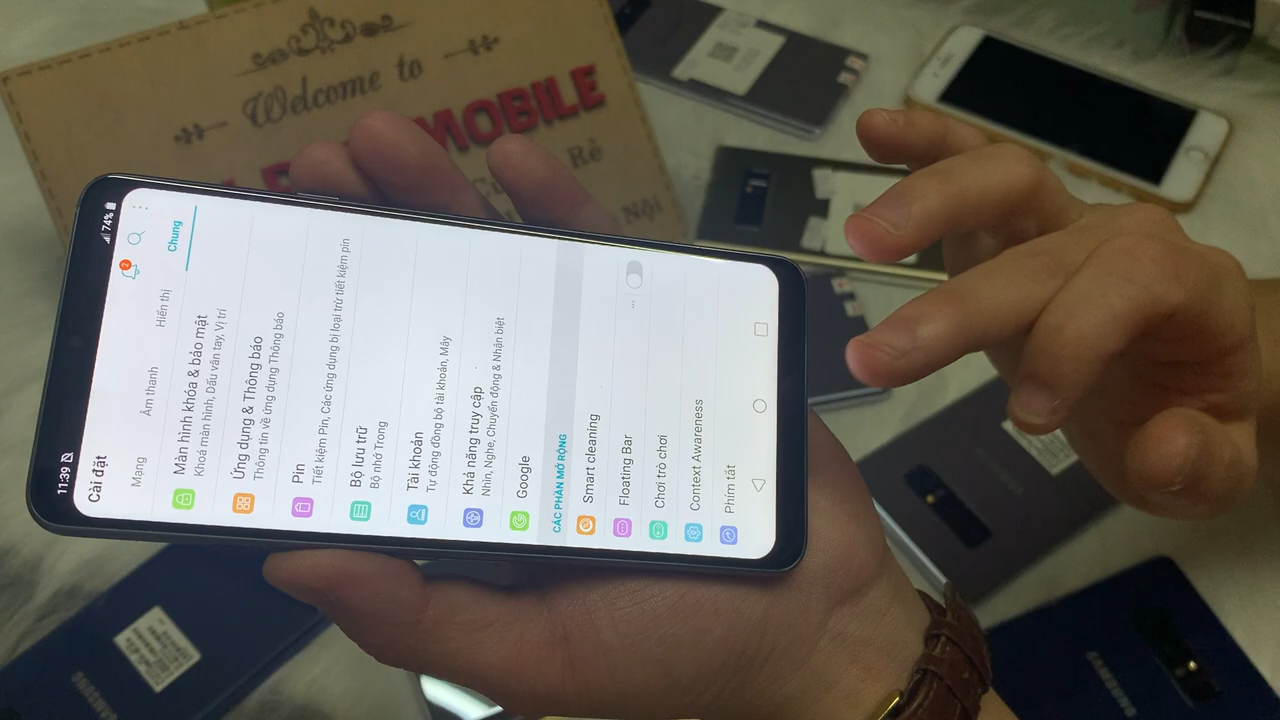 Welcome to
MOBILE
Rẻ
Nội
11:39
74%
Cài đặt
2
Mạng
Âm thanh
Hiển thị
Chung
Màn hình khóa & bảo mật
Khoá màn hình, Dấu vân tay, Vị trí
Ứng dụng & Thông báo
Thông tin về ứng dụng Thông báo
Pin
Tiết kiệm Pin, Các ứng dụng bị loại trừ tiết kiệm pin
Bộ lưu trữ
Bộ nhớ Trong
Tài khoản
Tự động đồng bộ tài khoản, Mây
Khả năng truy cập
Nhìn, Nghe, Chuyển động & Nhận biết
Google
CÁC PHẦN MỞ RỘNG
Smart cleaning
Floating Bar
...
Chơi trò chơi
Context Awareness
Phím tắt
SAMSUNG
SAMSUNG